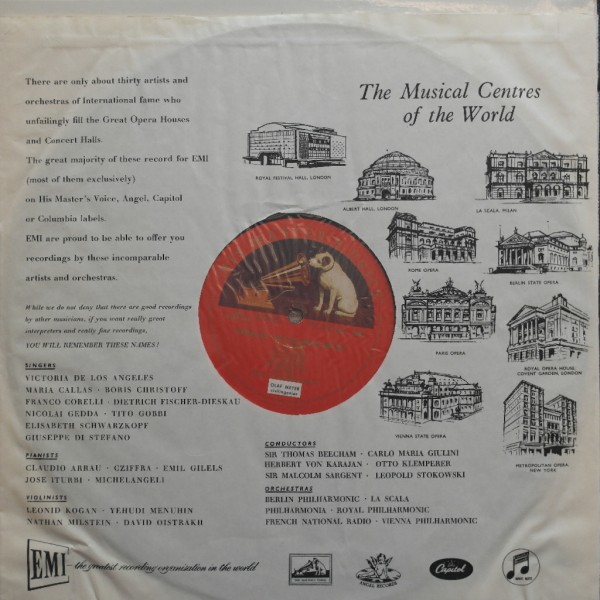 There are only about thirty artists and
orchestras of International fame who
unfailingly fill the Great Opera Houses
and Concert Halls.
The great majority of these record for EMI
(most of them exclusively)
on His Master's Voice, Angel, Capitol
or Columbia labels.
EMI are proud to be able to offer you
recordings by these incomparable
artists and orchestras.
While we do not deny that there are good recordings
by other musicians, if you want really great
interpreters and really fine recordings,
YOU WILL REMEMBER THESE NAMES!
SINGERS
VICTORIA DE LOS ANGELES
MARIA CALLAS · BORIS CHRISTOFF
FRANCO CORELLI · DIETRICH FISCHER-DIESKAU
NICOLAI GEDDA · TITO GOBBI
ELISABETH SCHWARZKOPF
GIUSEPPE DI STEFANO
PIANISTS
CLAUDIO ARRAU · CZIFFRA · EMIL GILELS
JOSE ITURBI · MICHELANGELI
VIOLINISTS
LEONID KOGAN · YEHUDI MENUHIN
NATHAN MILSTEIN · DAVID OISTRAKH
The Musical Centres
of the World
ROYAL FESTIVAL HALL, LONDON
ALBERT HALL, LONDON
LA SCALA, MILAN
ROME OPERA
BERLIN STATE OPERA
PARIS OPERA
ROYAL OPERA HOUSE,
COVENT GARDEN, LONDON
VIENNA STATE OPERA
METROPOLITAN OPERA,
NEW YORK
CONDUCTORS
SIR THOMAS BEECHAM · CARLO MARIA GIULINI
HERBERT VON KARAJAN · OTTO KLEMPERER
SIR MALCOLM SARGENT · LEOPOLD STOKOWSKI
ORCHESTRAS
BERLIN PHILHARMONIC · LA SCALA
PHILHARMONIA · ROYAL PHILHARMONIC
FRENCH NATIONAL RADIO · VIENNA PHILHARMONIC
EMI - the greatest recording organisation in the world
ANGEL RECORDS
Capitol